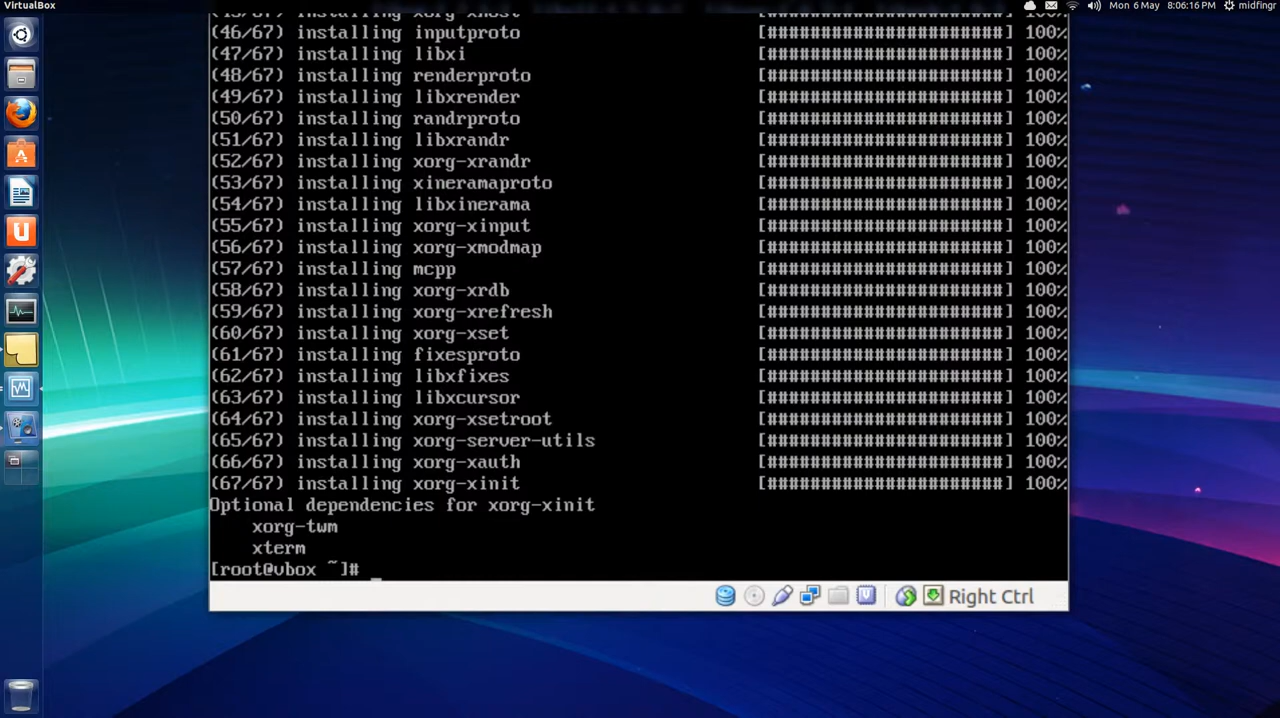 VirtualBox
Mon 6 May 8:06:16 PM midfingr
(45/67) installing xorg-xhost [######################] 100%
(46/67) installing inputproto [######################] 100%
(47/67) installing libxi [######################] 100%
(48/67) installing renderproto [######################] 100%
(49/67) installing libxrender [######################] 100%
(50/67) installing randrproto [######################] 100%
(51/67) installing libxrandr [######################] 100%
(52/67) installing xorg-xrandr [######################] 100%
(53/67) installing xineramaproto [######################] 100%
(54/67) installing libxinerama [######################] 100%
(55/67) installing xorg-xinput [######################] 100%
(56/67) installing xorg-xmodmap [######################] 100%
(57/67) installing mcpp [######################] 100%
(58/67) installing xorg-xrdb [######################] 100%
(59/67) installing xorg-xrefresh [######################] 100%
(60/67) installing xorg-xset [######################] 100%
(61/67) installing fixesproto [######################] 100%
(62/67) installing libxfixes [######################] 100%
(63/67) installing libxcursor [######################] 100%
(64/67) installing xorg-xsetroot [######################] 100%
(65/67) installing xorg-server-utils [######################] 100%
(66/67) installing xorg-xauth [######################] 100%
(67/67) installing xorg-xinit [######################] 100%
Optional dependencies for xorg-xinit
xorg-twm
xterm
[root@vbox ~]# _
Right Ctrl